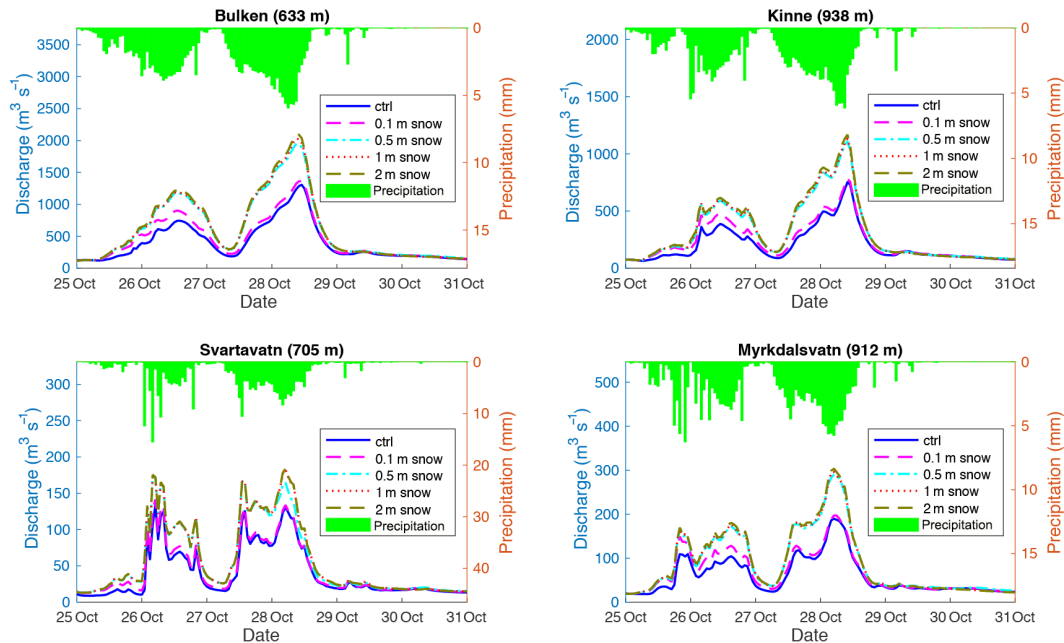 Bulken (633 m)
3500
3000
2500
2000
1500
1000
500
0
Discharge (m³ s⁻¹)
0
5
10
15
Precipitation (mm)
ctrl
0.1 m snow
0.5 m snow
1 m snow
2 m snow
Precipitation
25 Oct 26 Oct 27 Oct 28 Oct 29 Oct 30 Oct 31 Oct
Date
Kinne (938 m)
2000
1500
1000
500
0
Discharge (m³ s⁻¹)
0
5
10
15
Precipitation (mm)
ctrl
0.1 m snow
0.5 m snow
1 m snow
2 m snow
Precipitation
25 Oct 26 Oct 27 Oct 28 Oct 29 Oct 30 Oct 31 Oct
Date
Svartavatn (705 m)
300
250
200
150
100
50
0
Discharge (m³ s⁻¹)
0
10
20
30
40
Precipitation (mm)
ctrl
0.1 m snow
0.5 m snow
1 m snow
2 m snow
Precipitation
25 Oct 26 Oct 27 Oct 28 Oct 29 Oct 30 Oct 31 Oct
Date
Myrkdalsvatn (912 m)
500
400
300
200
100
0
Discharge (m³ s⁻¹)
0
5
10
15
Precipitation (mm)
ctrl
0.1 m snow
0.5 m snow
1 m snow
2 m snow
Precipitation
25 Oct 26 Oct 27 Oct 28 Oct 29 Oct 30 Oct 31 Oct
Date